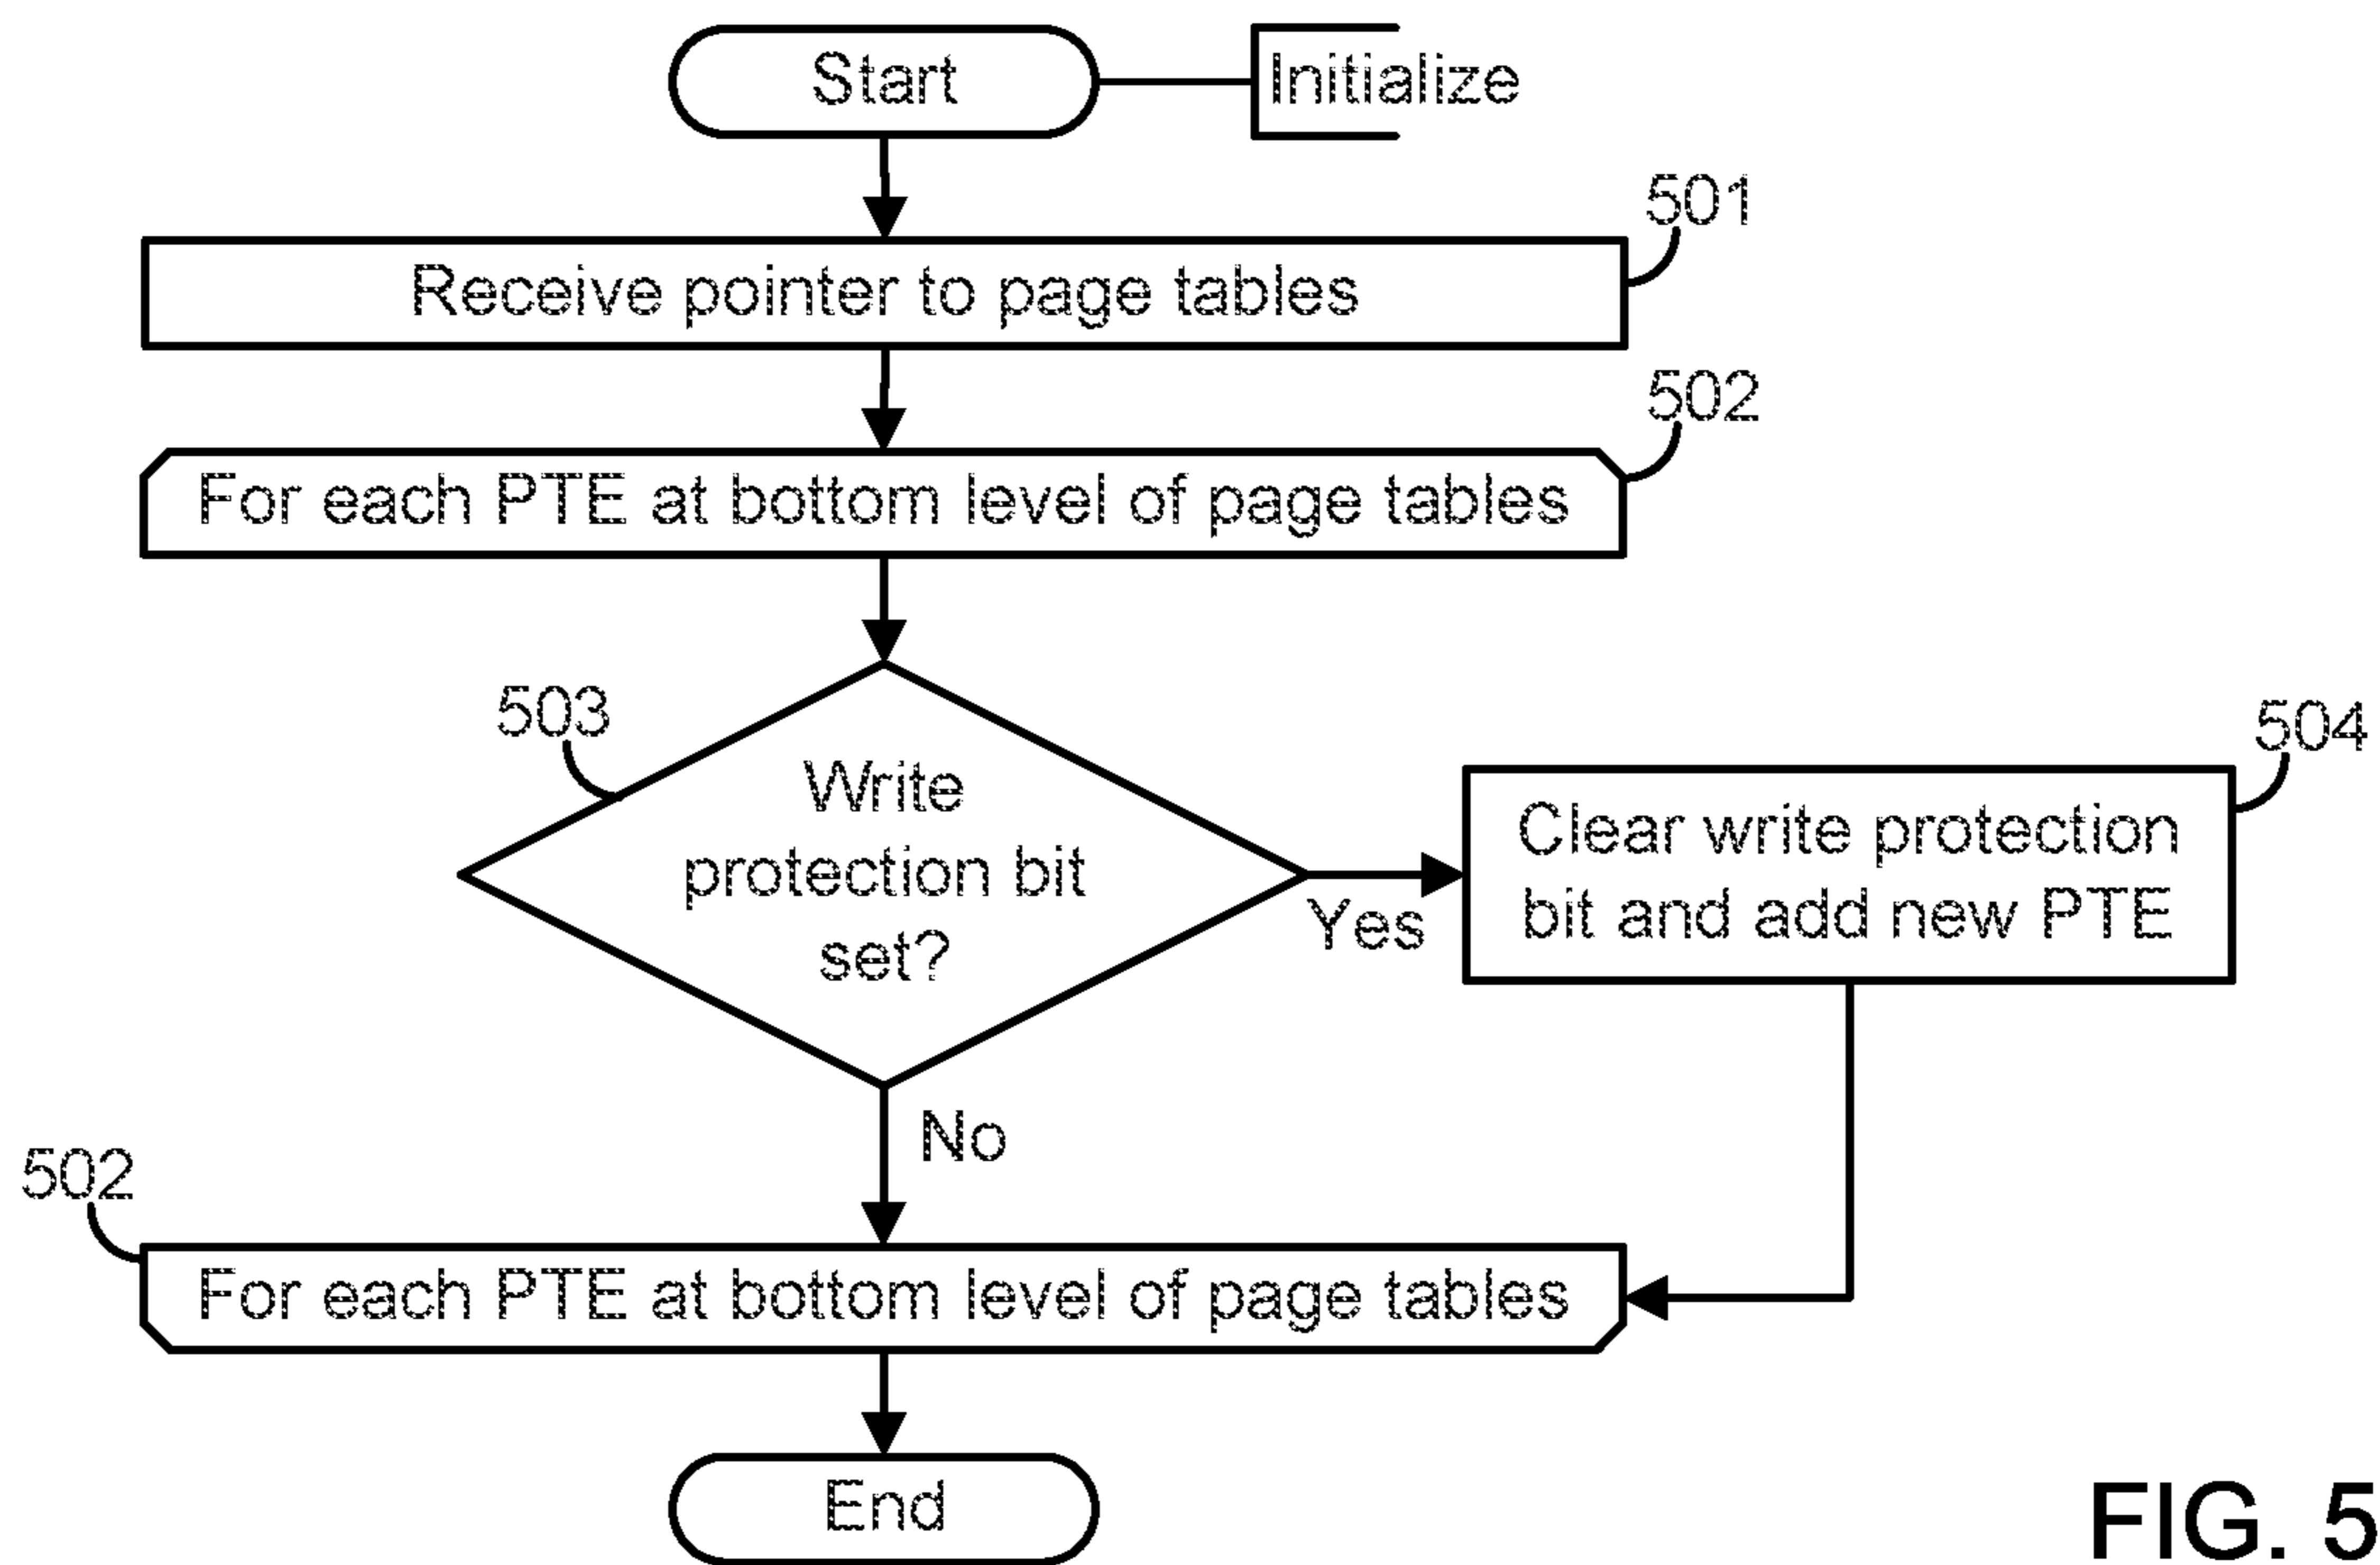 Start
Initialize
501
Receive pointer to page tables
502
For each PTE at bottom level of page tables
503
Write
protection bit
set?
Yes
504
Clear write protection
bit and add new PTE
No
502
For each PTE at bottom level of page tables
End
FIG. 5